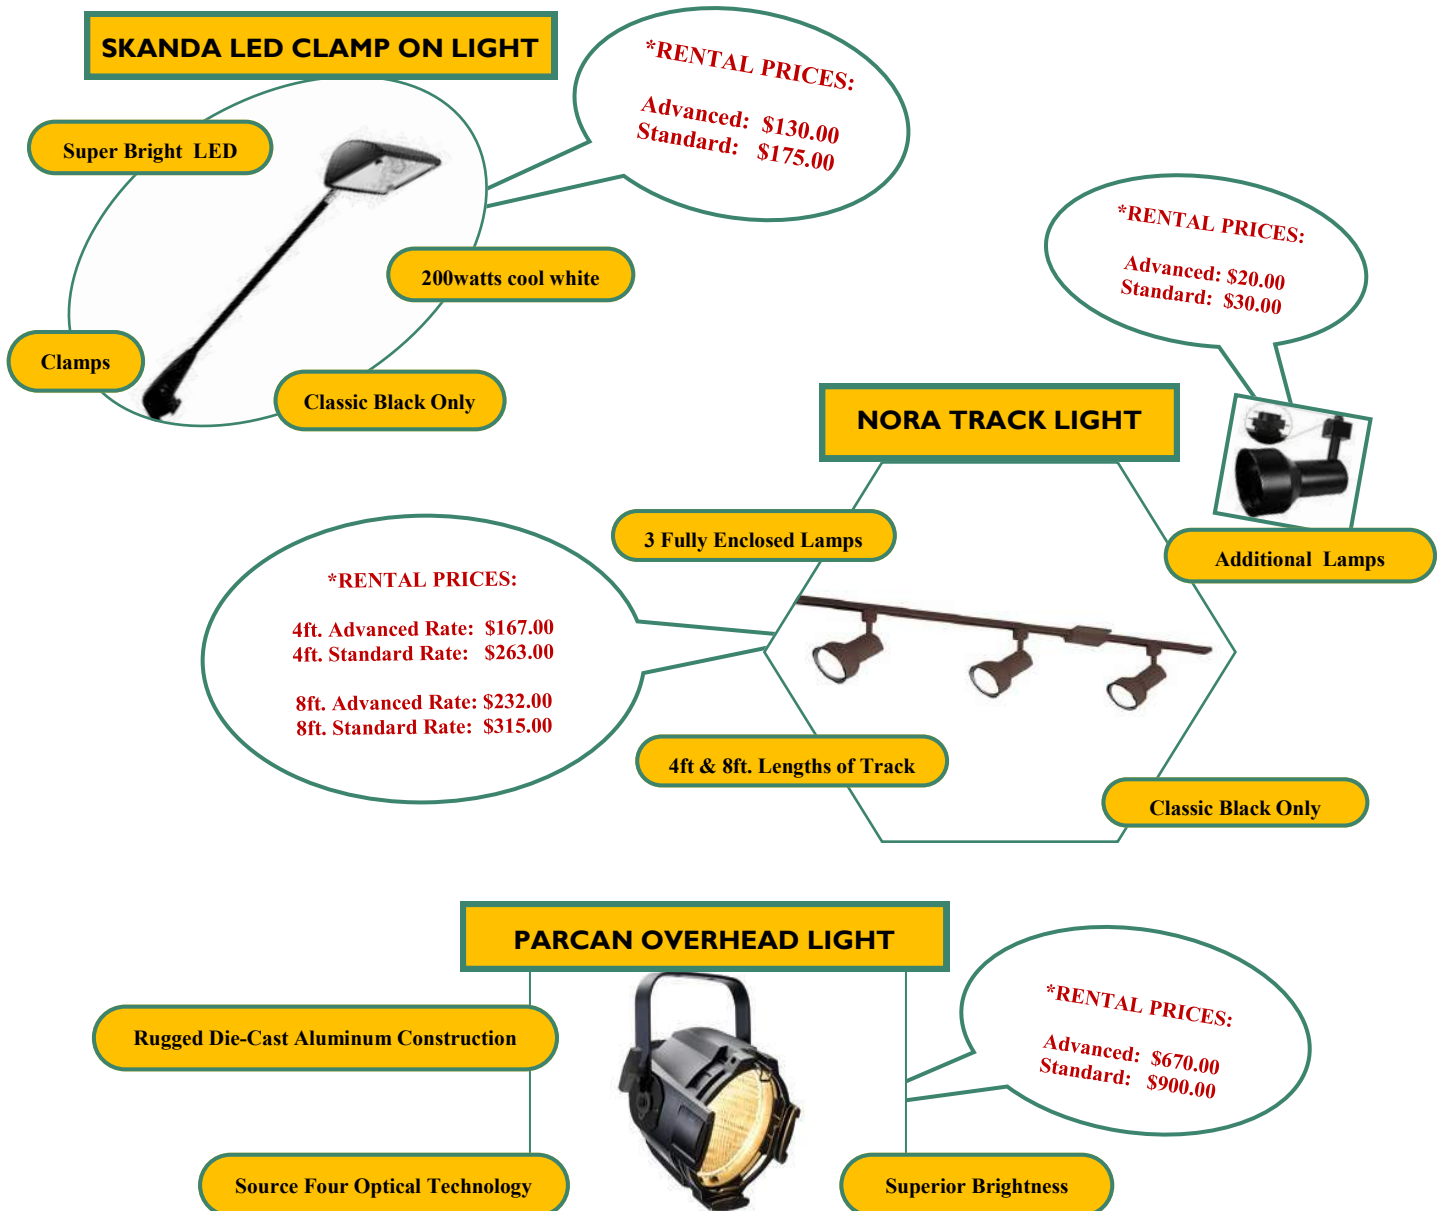 SKANDA LED CLAMP ON LIGHT
*RENTAL PRICES:
Advanced: $130.00
Standard: $175.00
Super Bright LED
200watts cool white
Clamps
Classic Black Only
*RENTAL PRICES:
Advanced: $20.00
Standard: $30.00
NORA TRACK LIGHT
3 Fully Enclosed Lamps
Additional Lamps
*RENTAL PRICES:
4ft. Advanced Rate: $167.00
4ft. Standard Rate: $263.00
8ft. Advanced Rate: $232.00
8ft. Standard Rate: $315.00
4ft & 8ft. Lengths of Track
Classic Black Only
PARCAN OVERHEAD LIGHT
Rugged Die-Cast Aluminum Construction
*RENTAL PRICES:
Advanced: $670.00
Standard: $900.00
Source Four Optical Technology
Superior Brightness